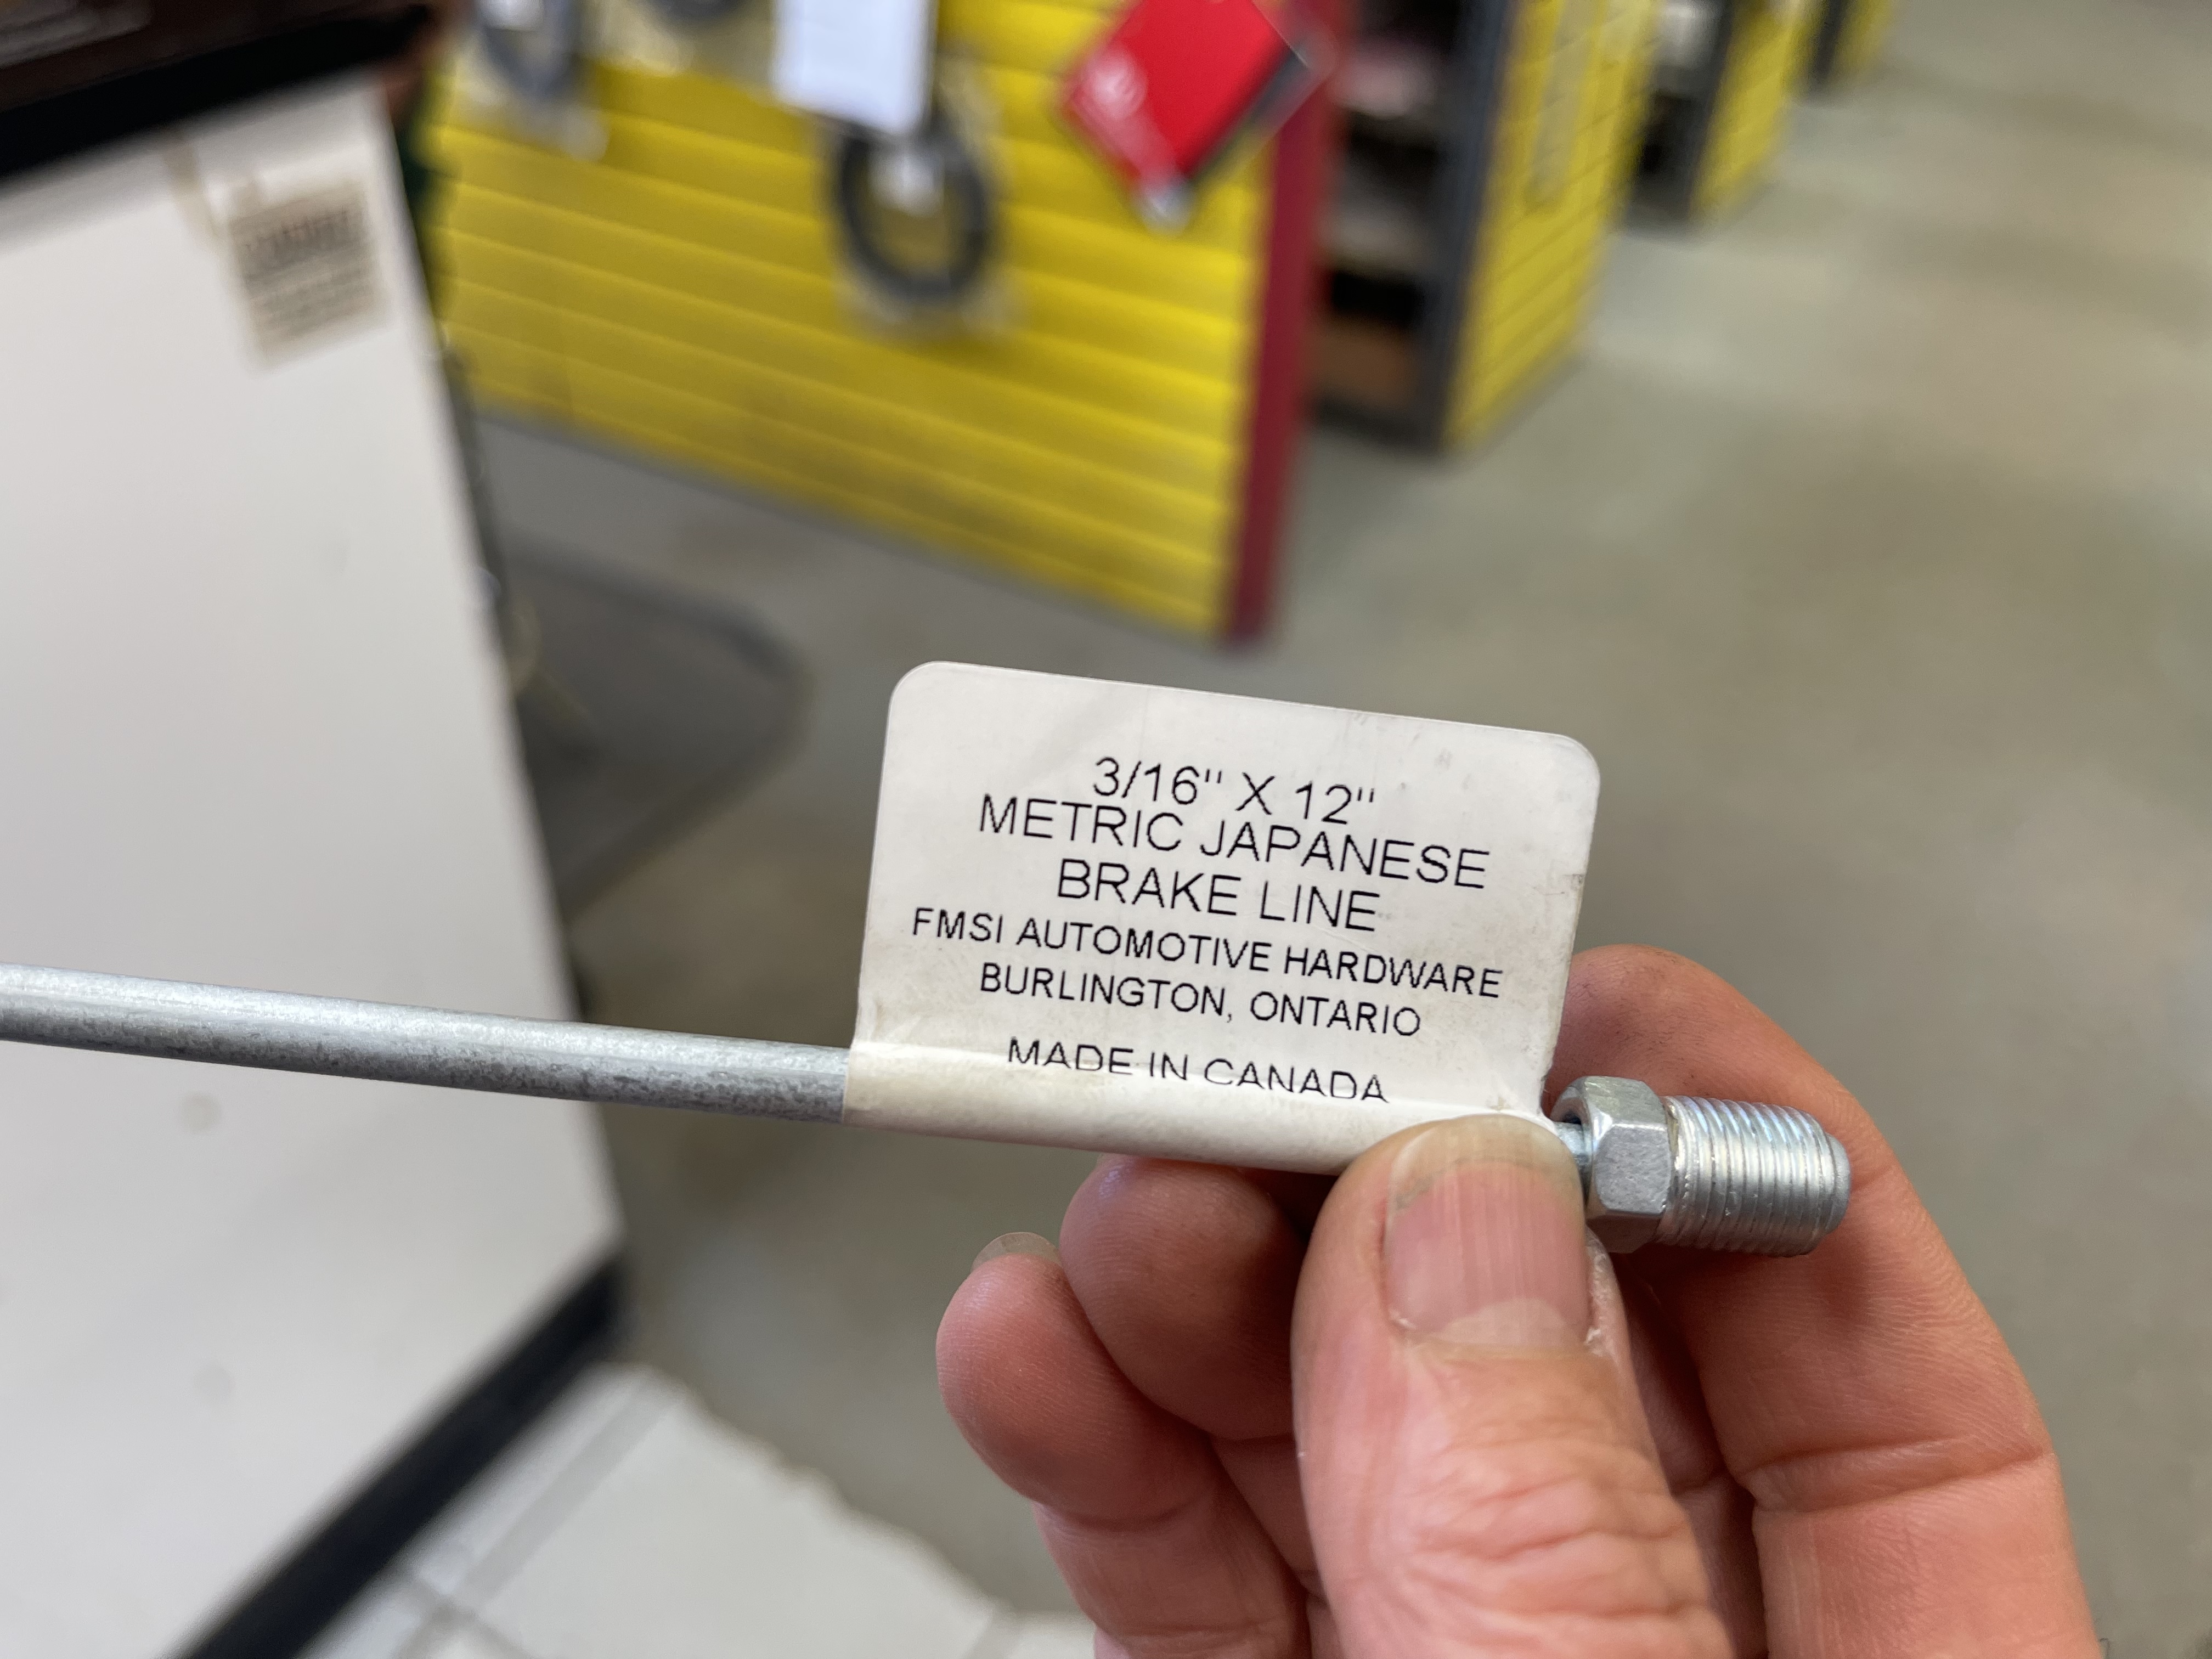 3/16" X 12"
METRIC JAPANESE
BRAKE LINE
FMSI AUTOMOTIVE HARDWARE
BURLINGTON, ONTARIO
MADE IN CANADA